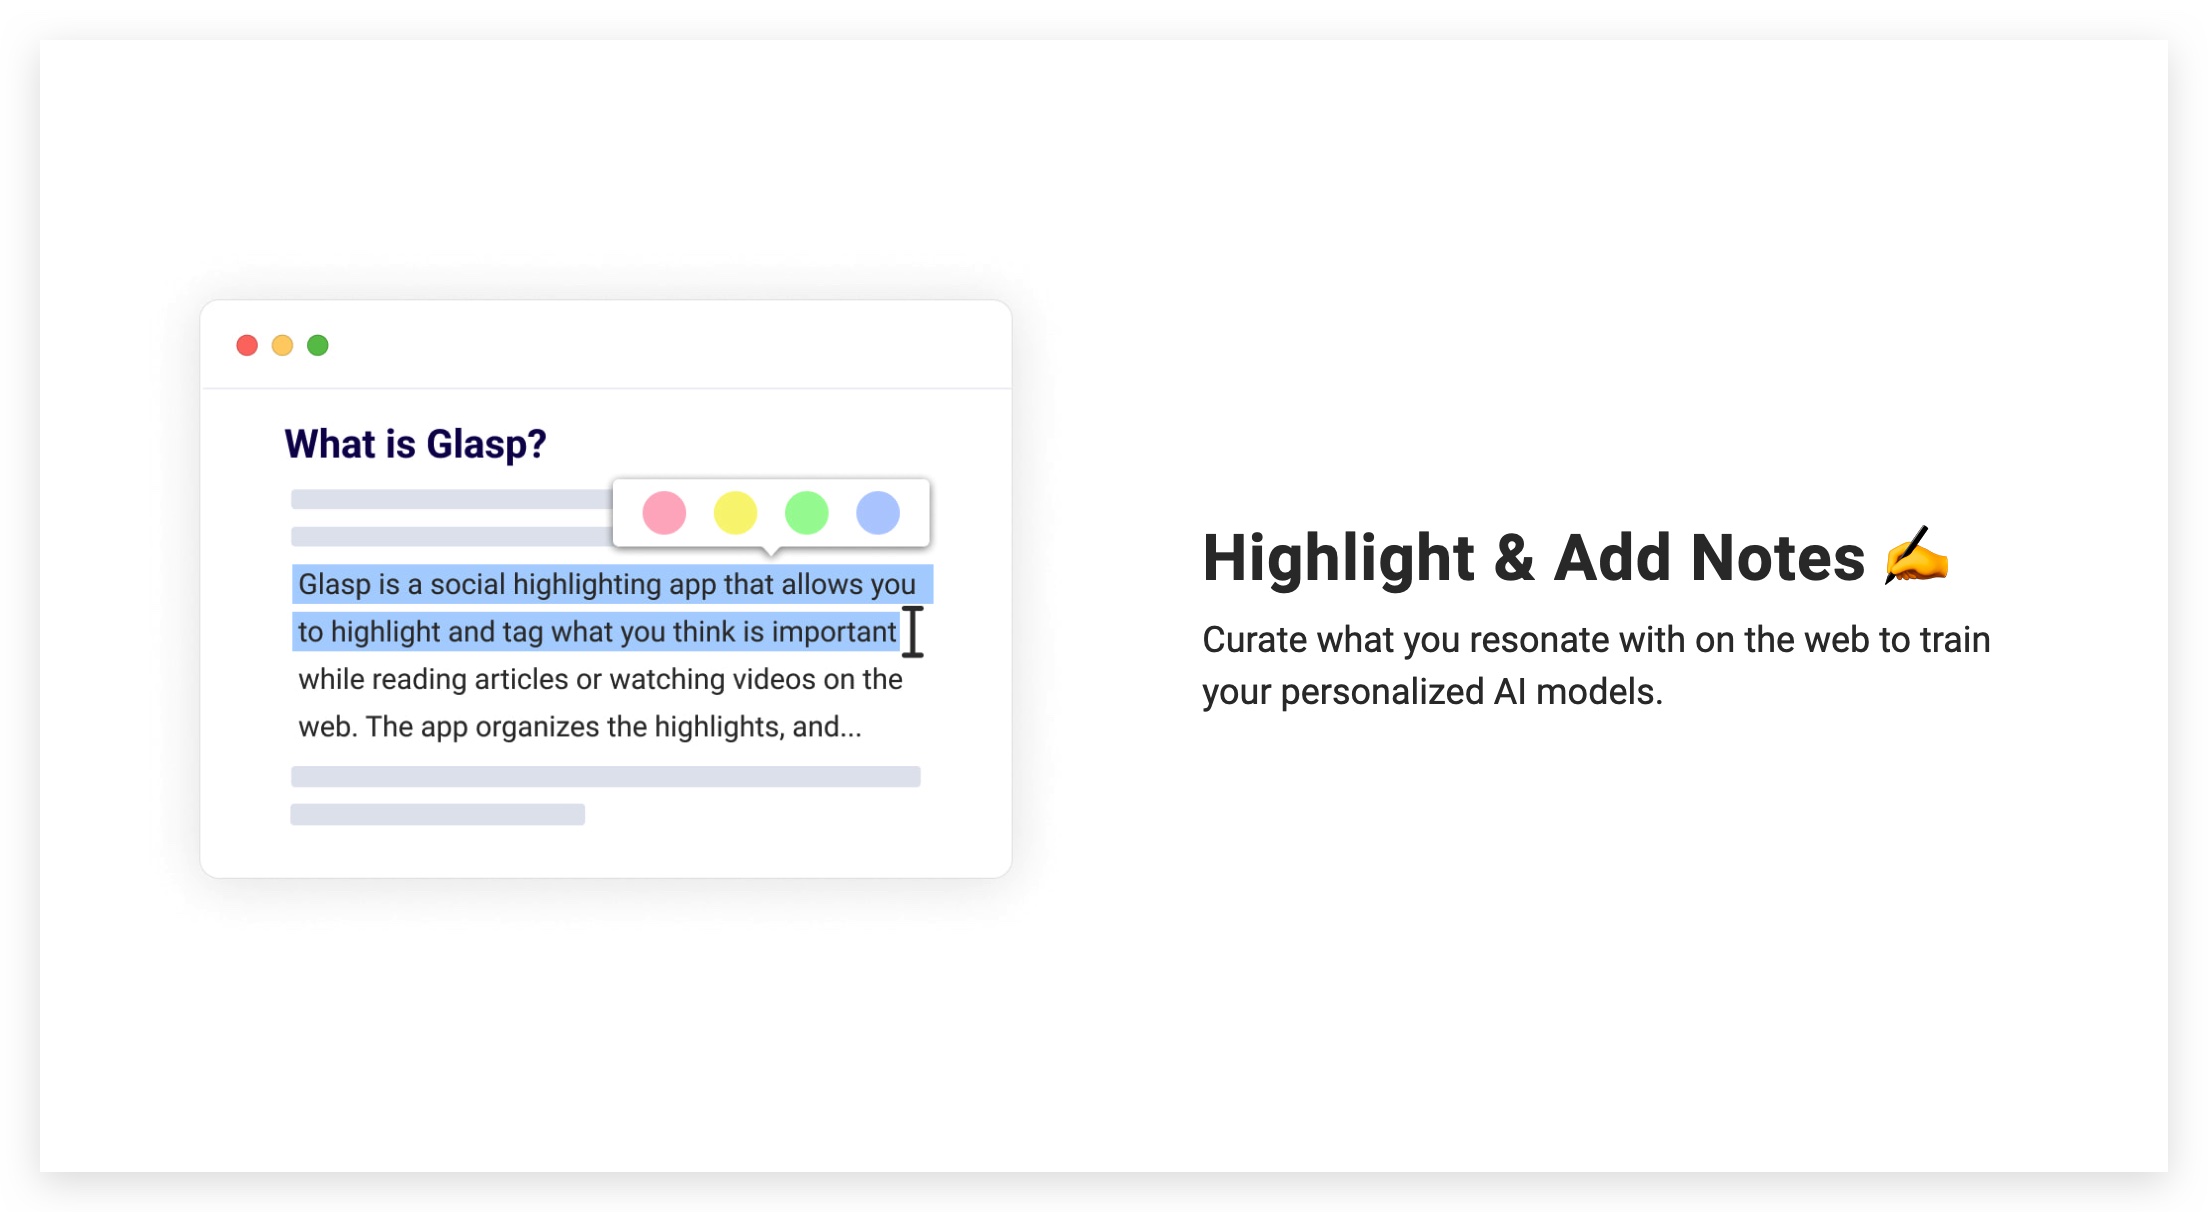 What is Glasp?
Glasp is a social highlighting app that allows you
to highlight and tag what you think is important
while reading articles or watching videos on the
web. The app organizes the highlights, and...
Highlight & Add Notes ✍️
Curate what you resonate with on the web to train
your personalized AI models.